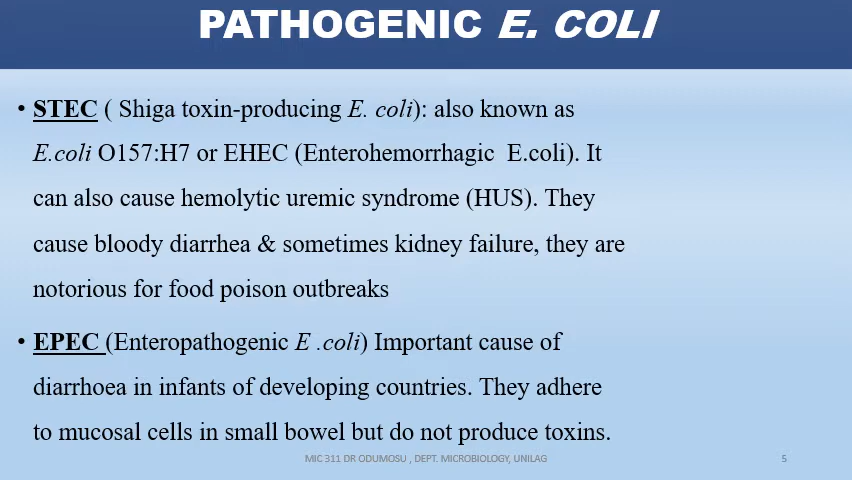 PATHOGENIC E. COLI
• STEC ( Shiga toxin-producing E. coli): also known as
E.coli O157:H7 or EHEC (Enterohemorrhagic E.coli). It
can also cause hemolytic uremic syndrome (HUS). They
cause bloody diarrhea & sometimes kidney failure, they are
notorious for food poison outbreaks
• EPEC (Enteropathogenic E .coli) Important cause of
diarrhoea in infants of developing countries. They adhere
to mucosal cells in small bowel but do not produce toxins.
MIC 311 DR ODUMOSU , DEPT. MICROBIOLOGY, UNILAG 5